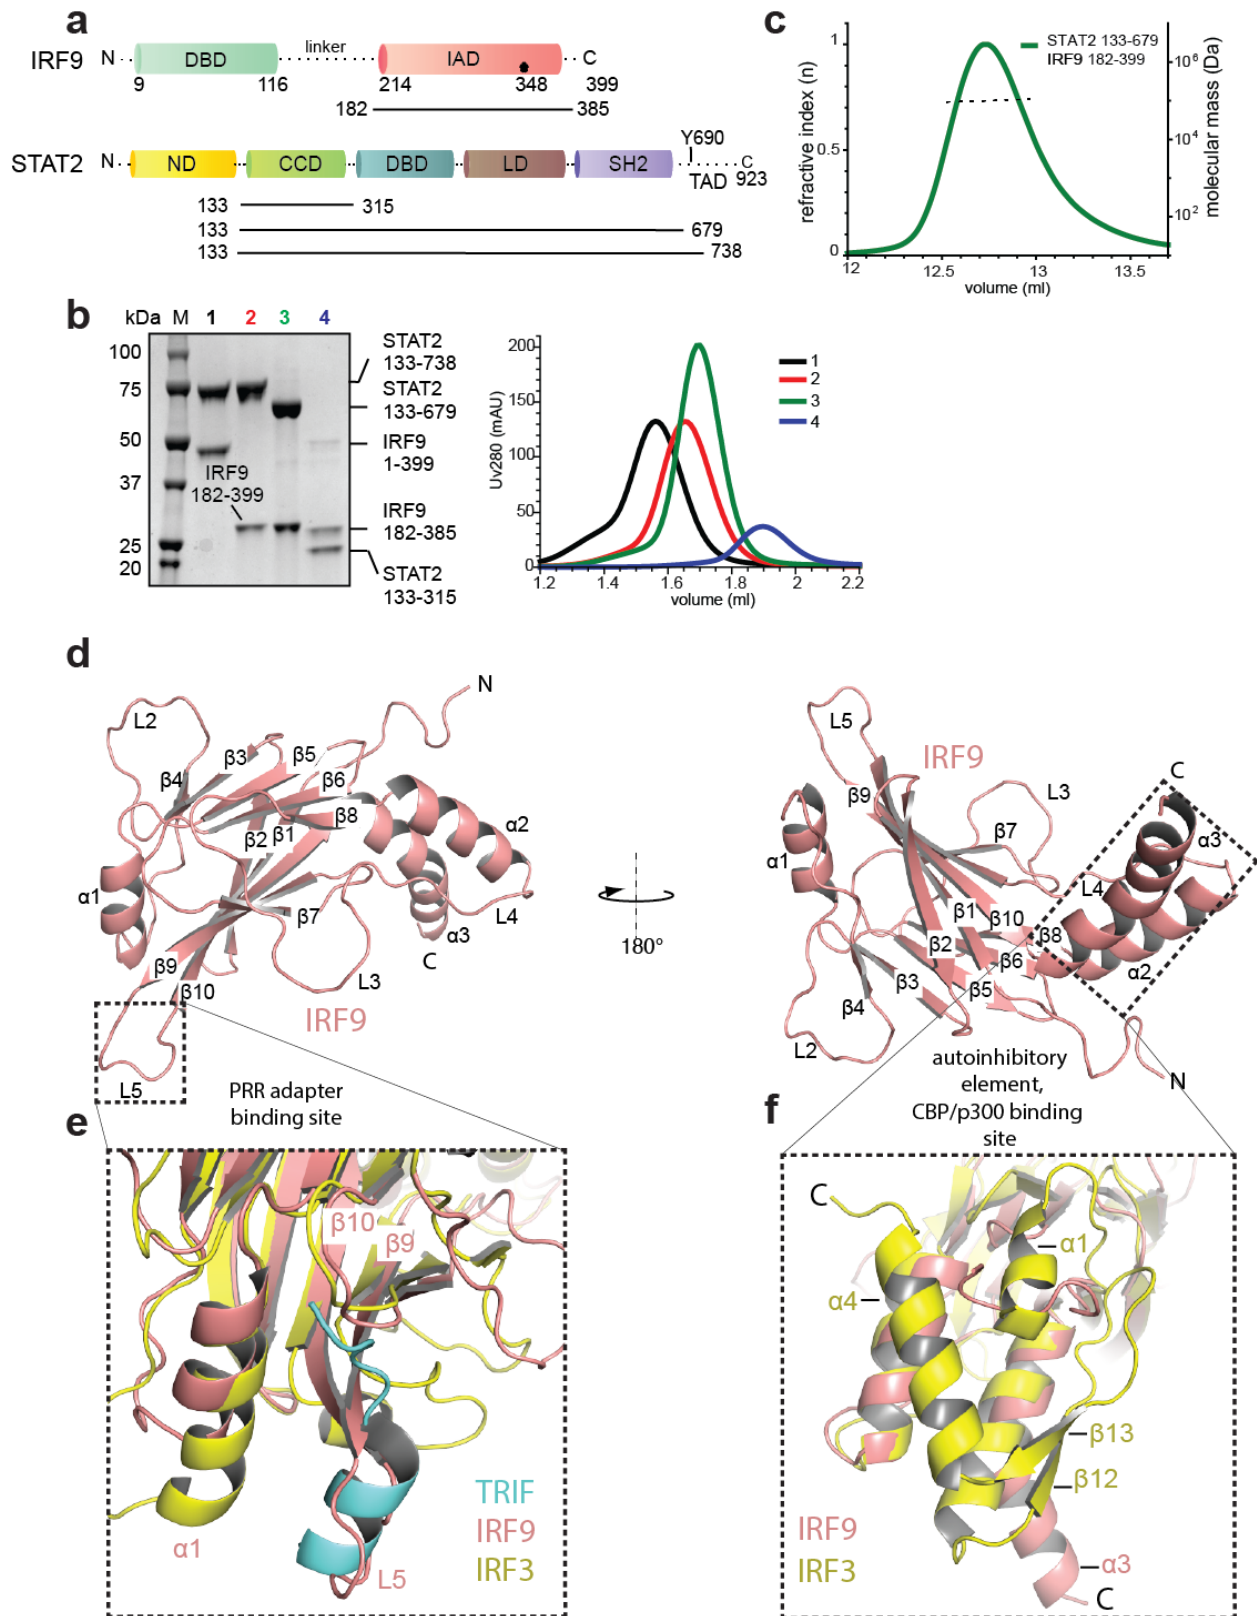 a
IRF9 N DBD linker IAD C
9 116 214 348 399
182 385
STAT2 N ND CCD DBD LD SH2 Y690 C
TAD 923
133 315
133 679
133 738
c
STAT2 133-679
IRF9 182-399
refractive index (n)
1
0.5
0
molecular mass (Da)
10⁶
10⁴
10²
12 12.5 13 13.5
volume (ml)
b
kDa M 1 2 3 4
100
75
50
37
25
20
IRF9
182-399
STAT2
133-738
STAT2
133-679
IRF9
1-399
IRF9
182-385
STAT2
133-315
Uv280 (mAU)
200
150
100
50
0
1.2 1.4 1.6 1.8 2 2.2
volume (ml)
1
2
3
4
d
N
L2
β3
β5
β4
β6
β8
β2
β1
α2
α1
β7
L4
α3
C
β9
L3
β10
IRF9
L5
180°
L5
IRF9
C
β9
L3
β7
α3
α1
L4
β1
β10
β8
β2
β6
α2
β3
β5
β4
L2
N
PRR adapter
binding site
autoinhibitory
element,
CBP/p300 binding
site
e
β10
β9
TRIF
IRF9
IRF3
α1
L5
f
C
α1
α4
β13
β12
IRF9
IRF3
α3
C